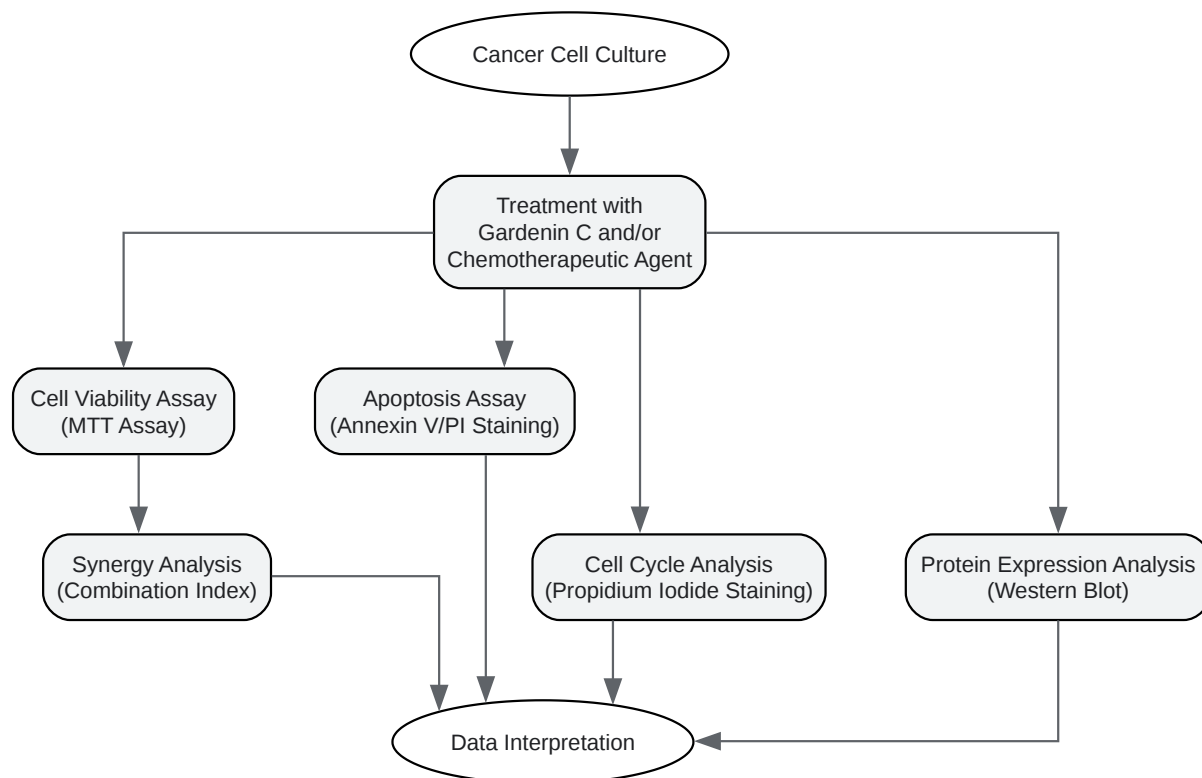 Cancer Cell Culture
Treatment with
Gardenin C and/or
Chemotherapeutic Agent
Cell Viability Assay
(MTT Assay)
Apoptosis Assay
(Annexin V/PI Staining)
Synergy Analysis
(Combination Index)
Cell Cycle Analysis
(Propidium Iodide Staining)
Protein Expression Analysis
(Western Blot)
Data Interpretation